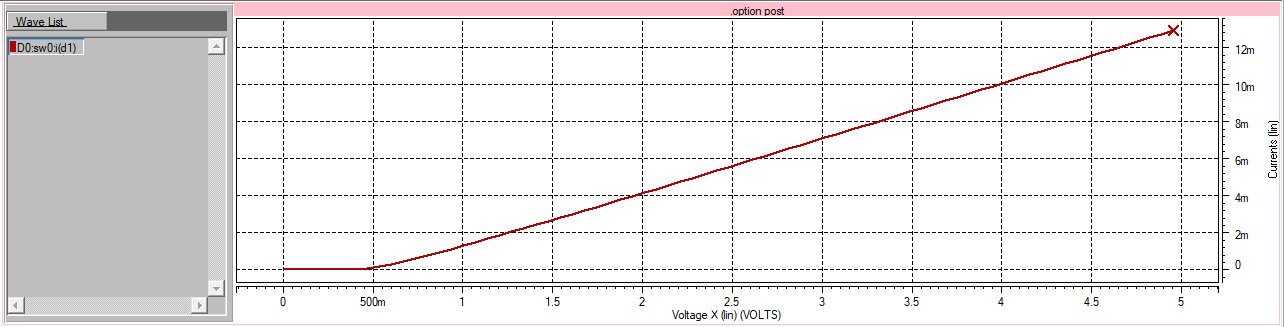 Wave List
D0:sw0:i(d1)
.option post
12m
10m
8m
6m
4m
2m
0
Currents (lin)
0 500m 1 1.5 2 2.5 3 3.5 4 4.5 5
Voltage X (lin) (VOLTS)